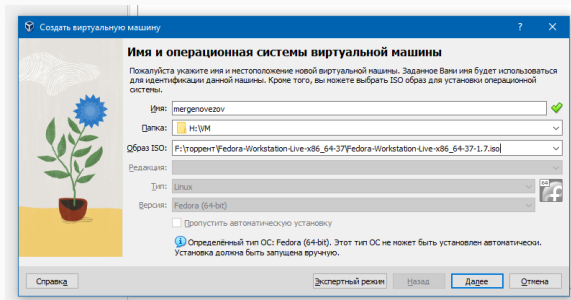 Создать виртуальную машину
Имя и операционная системы виртуальной машины
Пожалуйста укажите имя и местоположение новой виртуальной машины. Заданное Вами имя будет использоваться
для идентификации данной машины. Кроме того, вы можете выбрать ISO образ для установки операционной
системы.
Имя: mergenovezov
Папка: H:\VM
Образ ISO: F:\торрент\Fedora-Workstation-Live-x86_64-37\Fedora-Workstation-Live-x86_64-37-1.7.iso
Редакция:
Тип: Linux
64
Версия: Fedora (64-bit)
Пропустить автоматическую установку
Определённый тип ОС: Fedora (64-bit). Этот тип ОС не может быть установлен автоматически.
Установка должна быть запущена вручную.
Справка Экспертный режим Назад Далее Отмена